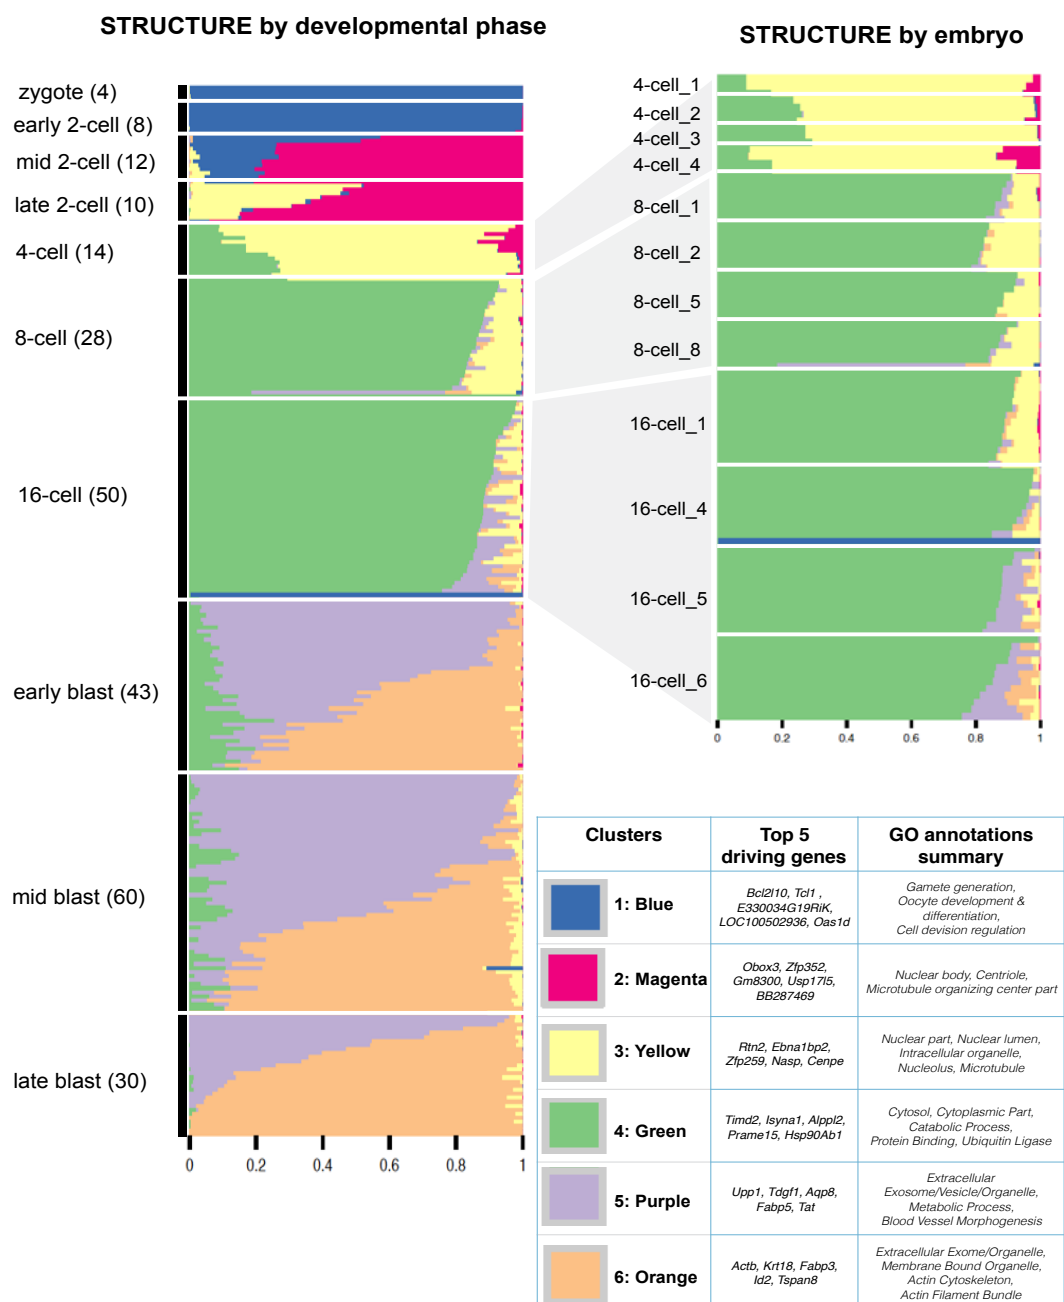 STRUCTURE by developmental phase
zygote (4)
early 2-cell (8)
mid 2-cell (12)
late 2-cell (10)
4-cell (14)
8-cell (28)
16-cell (50)
early blast (43)
mid blast (60)
late blast (30)
0 0.2 0.4 0.6 0.8 1
STRUCTURE by embryo
4-cell_1
4-cell_2
4-cell_3
4-cell_4
8-cell_1
8-cell_2
8-cell_5
8-cell_8
16-cell_1
16-cell_4
16-cell_5
16-cell_6
0 0.2 0.4 0.6 0.8 1
Clusters
Top 5
driving genes
GO annotations
summary
1: Blue
Bcl2l10, Tcl1 ,
E330034G19RiK,
LOC100502936, Oas1d
Gamete generation,
Oocyte development &
differentiation,
Cell devision regulation
2: Magenta
Obox3, Zfp352,
Gm8300, Usp17l5,
BB287469
Nuclear body, Centriole,
Microtubule organizing center part
3: Yellow
Rtn2, Ebna1bp2,
Zfp259, Nasp, Cenpe
Nuclear part, Nuclear lumen,
Intracellular organelle,
Nucleolus, Microtubule
4: Green
Timd2, Isyna1, Alppl2,
Prame15, Hsp90Ab1
Cytosol, Cytoplasmic Part,
Catabolic Process,
Protein Binding, Ubiquitin Ligase
5: Purple
Upp1, Tdgf1, Aqp8,
Fabp5, Tat
Extracellular
Exosome/Vesicle/Organelle,
Metabolic Process,
Blood Vessel Morphogenesis
6: Orange
Actb, Krt18, Fabp3,
Id2, Tspan8
Extracellular Exome/Organelle,
Membrane Bound Organelle,
Actin Cytoskeleton,
Actin Filament Bundle